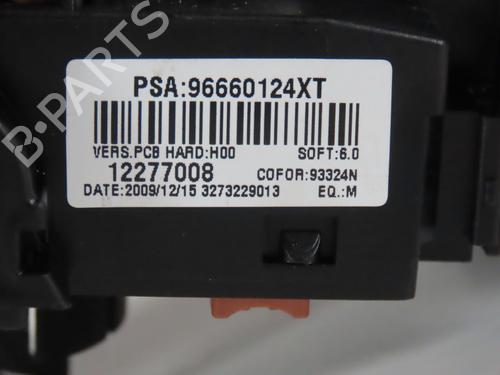 B-PARTS
PSA:96660124XT
VERS.PCB HARD:H00 SOFT:6.0
12277008 COFOR:93324N
DATE:2009/12/15 3273229013 EQ.:M